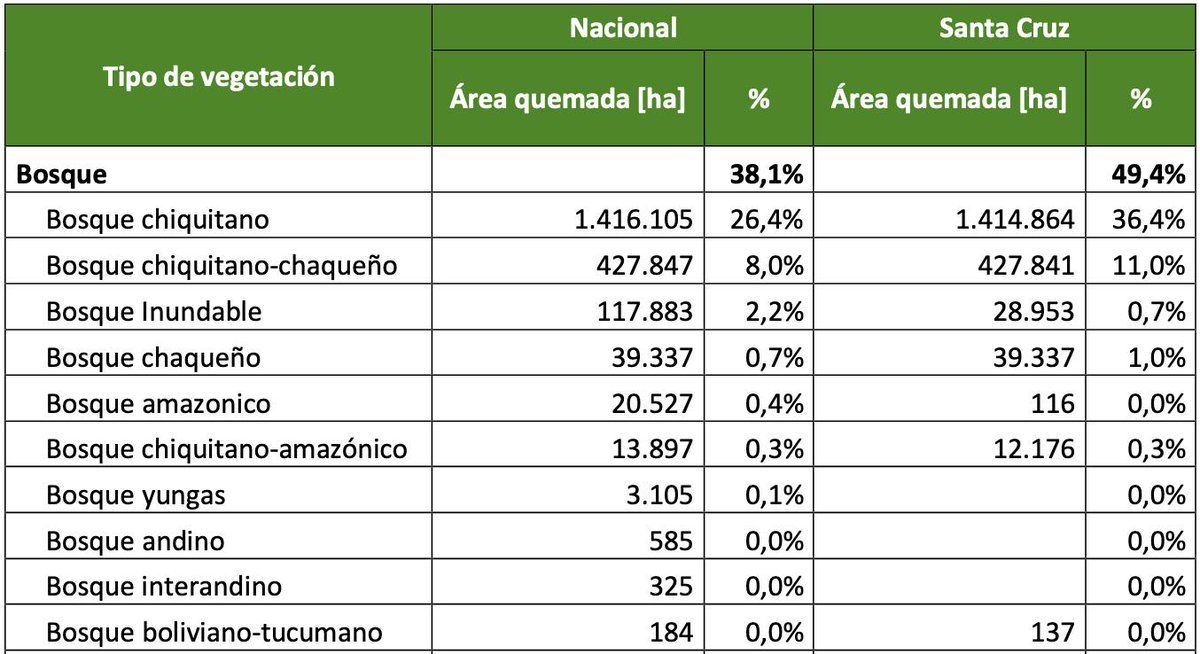 Tipo de vegetación Nacional Santa Cruz
Área quemada [ha] % Área quemada [ha] %
Bosque 38,1% 49,4%
Bosque chiquitano 1.416.105 26,4% 1.414.864 36,4%
Bosque chiquitano-chaqueño 427.847 8,0% 427.841 11,0%
Bosque Inundable 117.883 2,2% 28.953 0,7%
Bosque chaqueño 39.337 0,7% 39.337 1,0%
Bosque amazonico 20.527 0,4% 116 0,0%
Bosque chiquitano-amazónico 13.897 0,3% 12.176 0,3%
Bosque yungas 3.105 0,1% 0,0%
Bosque andino 585 0,0% 0,0%
Bosque interandino 325 0,0% 0,0%
Bosque boliviano-tucumano 184 0,0% 137 0,0%